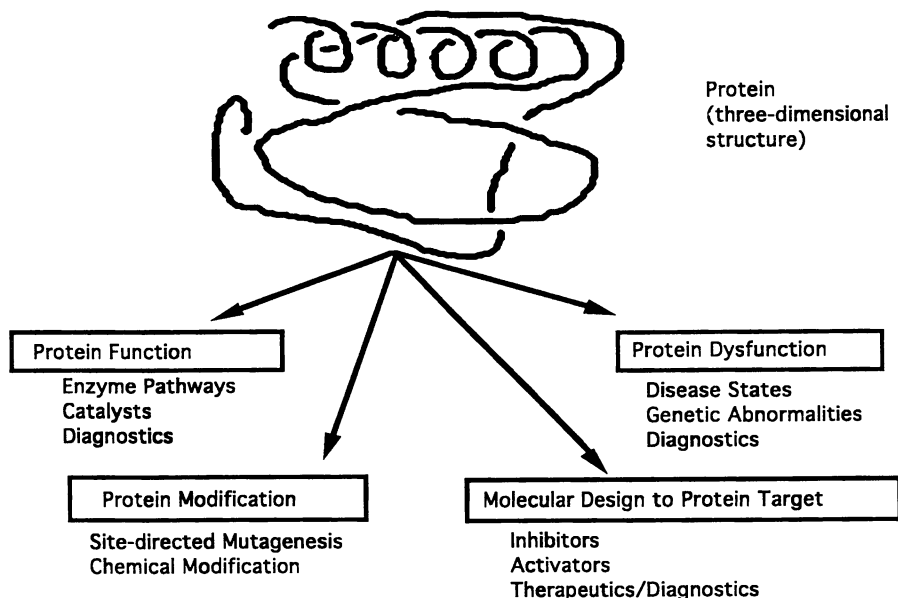 Protein
(three-dimensional
structure)
Protein Function
Enzyme Pathways
Catalysts
Diagnostics
Protein Dysfunction
Disease States
Genetic Abnormalities
Diagnostics
Protein Modification
Site-directed Mutagenesis
Chemical Modification
Molecular Design to Protein Target
Inhibitors
Activators
Therapeutics/Diagnostics